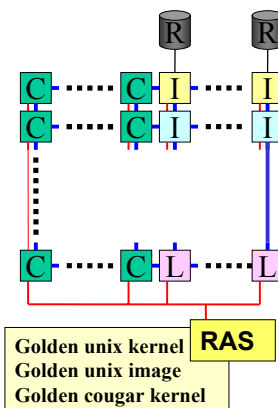 R R
C C I I
C C I I
C C L L
RAS
Golden unix kernel
Golden unix image
Golden cougar kernel